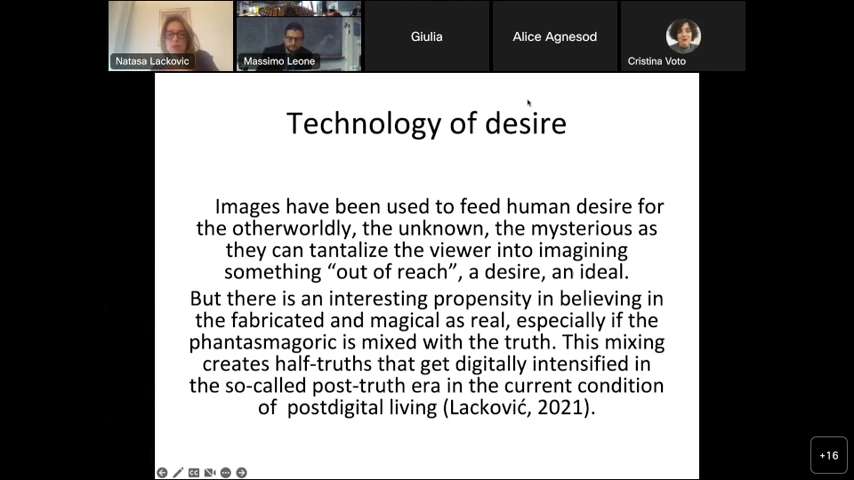 Natasa Lackovic
Massimo Leone
Giulia
Alice Agnesod
Cristina Voto
Technology of desire
Images have been used to feed human desire for
the otherworldly, the unknown, the mysterious as
they can tantalize the viewer into imagining
something “out of reach”, a desire, an ideal.
But there is an interesting propensity in believing in
the fabricated and magical as real, especially if the
phantasmagoric is mixed with the truth. This mixing
creates half-truths that get digitally intensified in
the so-called post-truth era in the current condition
of postdigital living (Lacković, 2021).
+16